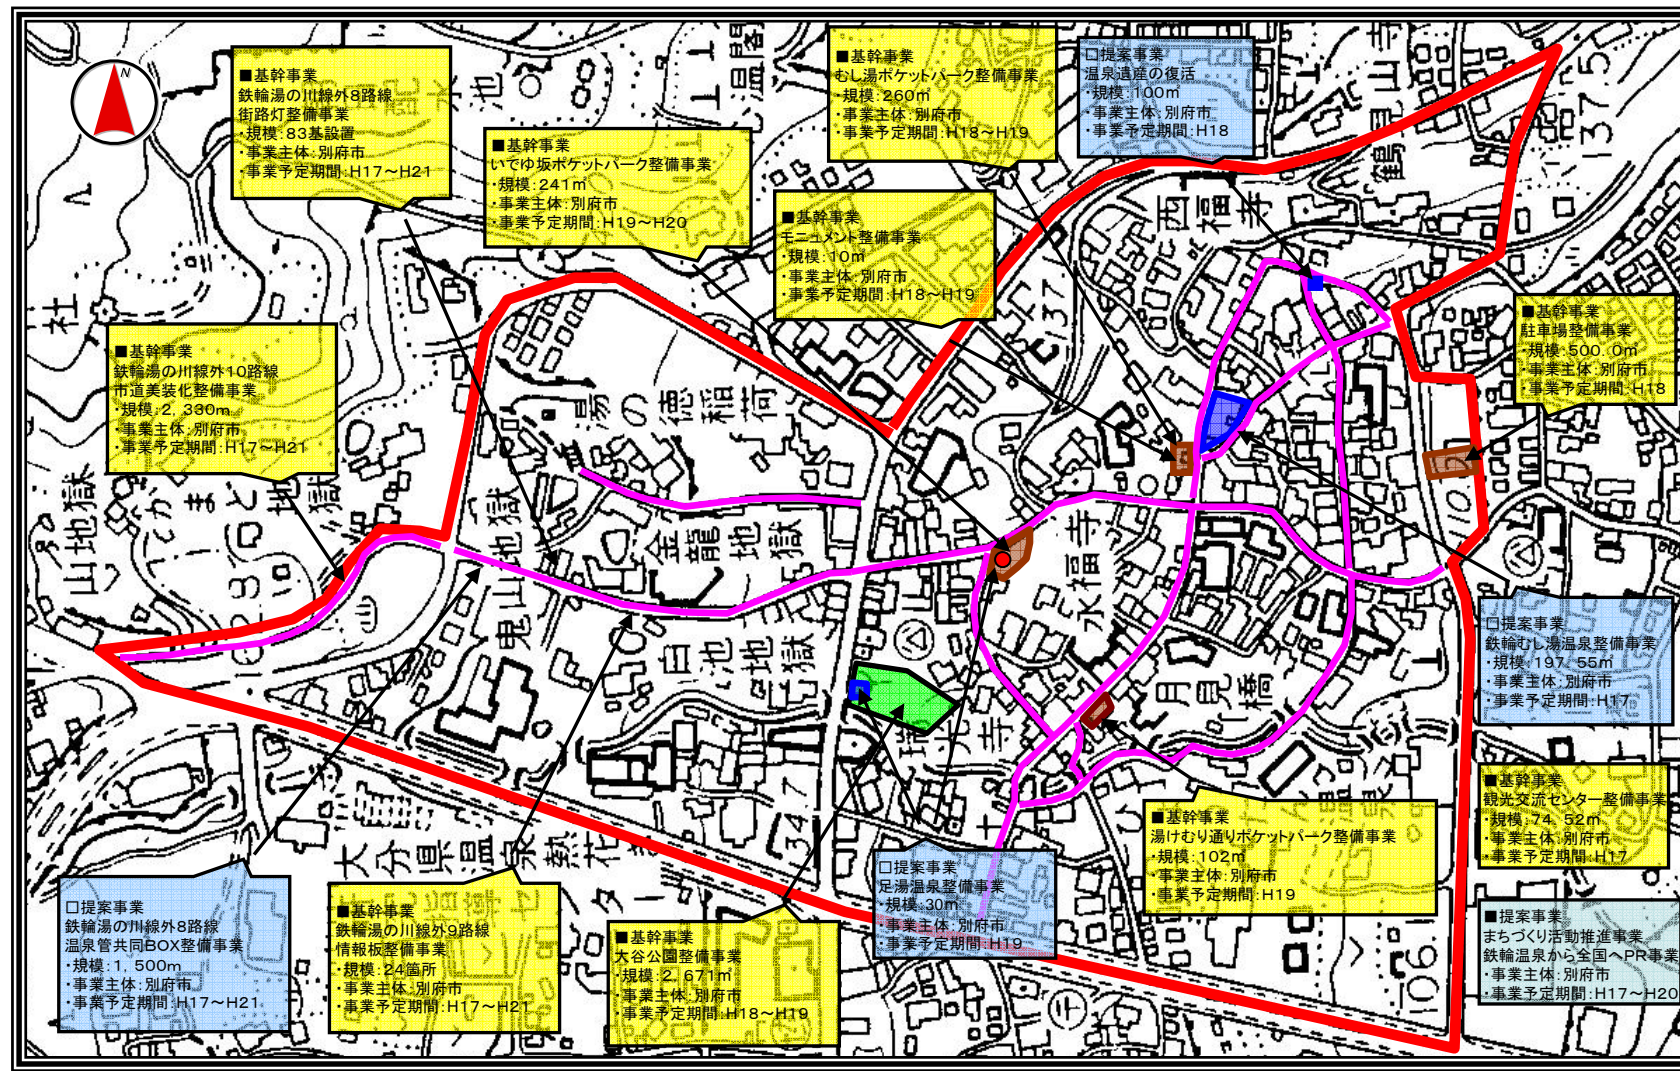 N
■基幹事業
鉄輪湯の川線外8路線
街路灯整備事業
・規模:83基設置
・事業主体:別府市
・事業予定期間:H17～H21
■基幹事業
いでゆ坂ポケットパーク整備事業
・規模:241㎡
・事業主体:別府市
・事業予定期間:H19～H20
■基幹事業
むし湯ポケットパーク整備事業
・規模:260㎡
・事業主体:別府市
・事業予定期間:H18～H19
□提案事業
温泉遺産の復活
・規模:100㎡
・事業主体:別府市
・事業予定期間:H18
■基幹事業
モニュメント整備事業
・規模:10㎡
・事業主体:別府市
・事業予定期間:H18～H19
■基幹事業
駐車場整備事業
・規模:500.0㎡
・事業主体:別府市
・事業予定期間:H18
■基幹事業
鉄輪湯の川線外10路線
市道美装化整備事業
・規模:2,330m
・事業主体:別府市
・事業予定期間:H17～H21
□提案事業
鉄輪むし湯温泉整備事業
・規模:197.55㎡
・事業主体:別府市
・事業予定期間:H17
■基幹事業
観光交流センター整備事業
・規模:74.52㎡
・事業主体:別府市
・事業予定期間:H17
■基幹事業
湯けむり通りポケットパーク整備事業
・規模:102㎡
・事業主体:別府市
・事業予定期間:H19
□提案事業
足湯温泉整備事業
・規模:30㎡
・事業主体:別府市
・事業予定期間:H19
□提案事業
鉄輪湯の川線外8路線
温泉管共同BOX整備事業
・規模:1,500m
・事業主体:別府市
・事業予定期間:H17～H21
■基幹事業
鉄輪湯の川線外9路線
情報板整備事業
・規模:24箇所
・事業主体:別府市
・事業予定期間:H17～H21
■基幹事業
大谷公園整備事業
・規模:2,671㎡
・事業主体:別府市
・事業予定期間:H18～H19
■提案事業
まちづくり活動推進事業
鉄輪温泉から全国へPR事業
・事業主体:別府市
・事業予定期間:H17～H20
鶴見山寺
137.5
西福寺
湯の徳稲荷
山地獄
かまど地獄
鬼山地獄
金龍地獄
白池地獄
永福寺
月見橋
社